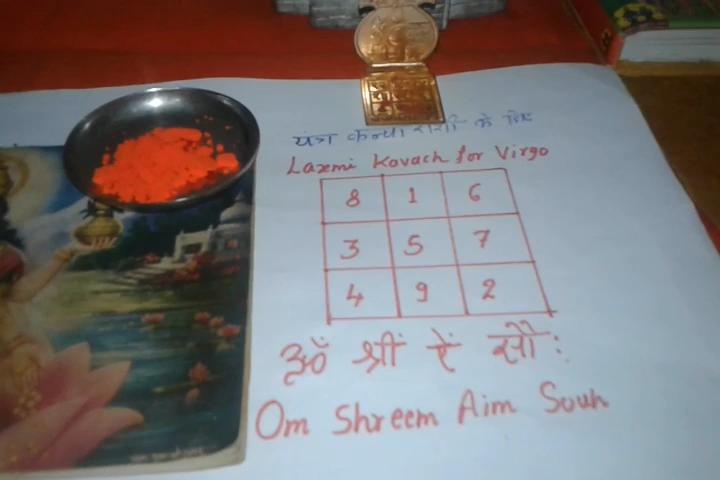 यंत्र कन्या राशी के लिए
Laxmi Kavach for Virgo
8 1 6
3 5 7
4 9 2
ॐ श्रीं ऐं सौः
Om Shreem Aim Souh